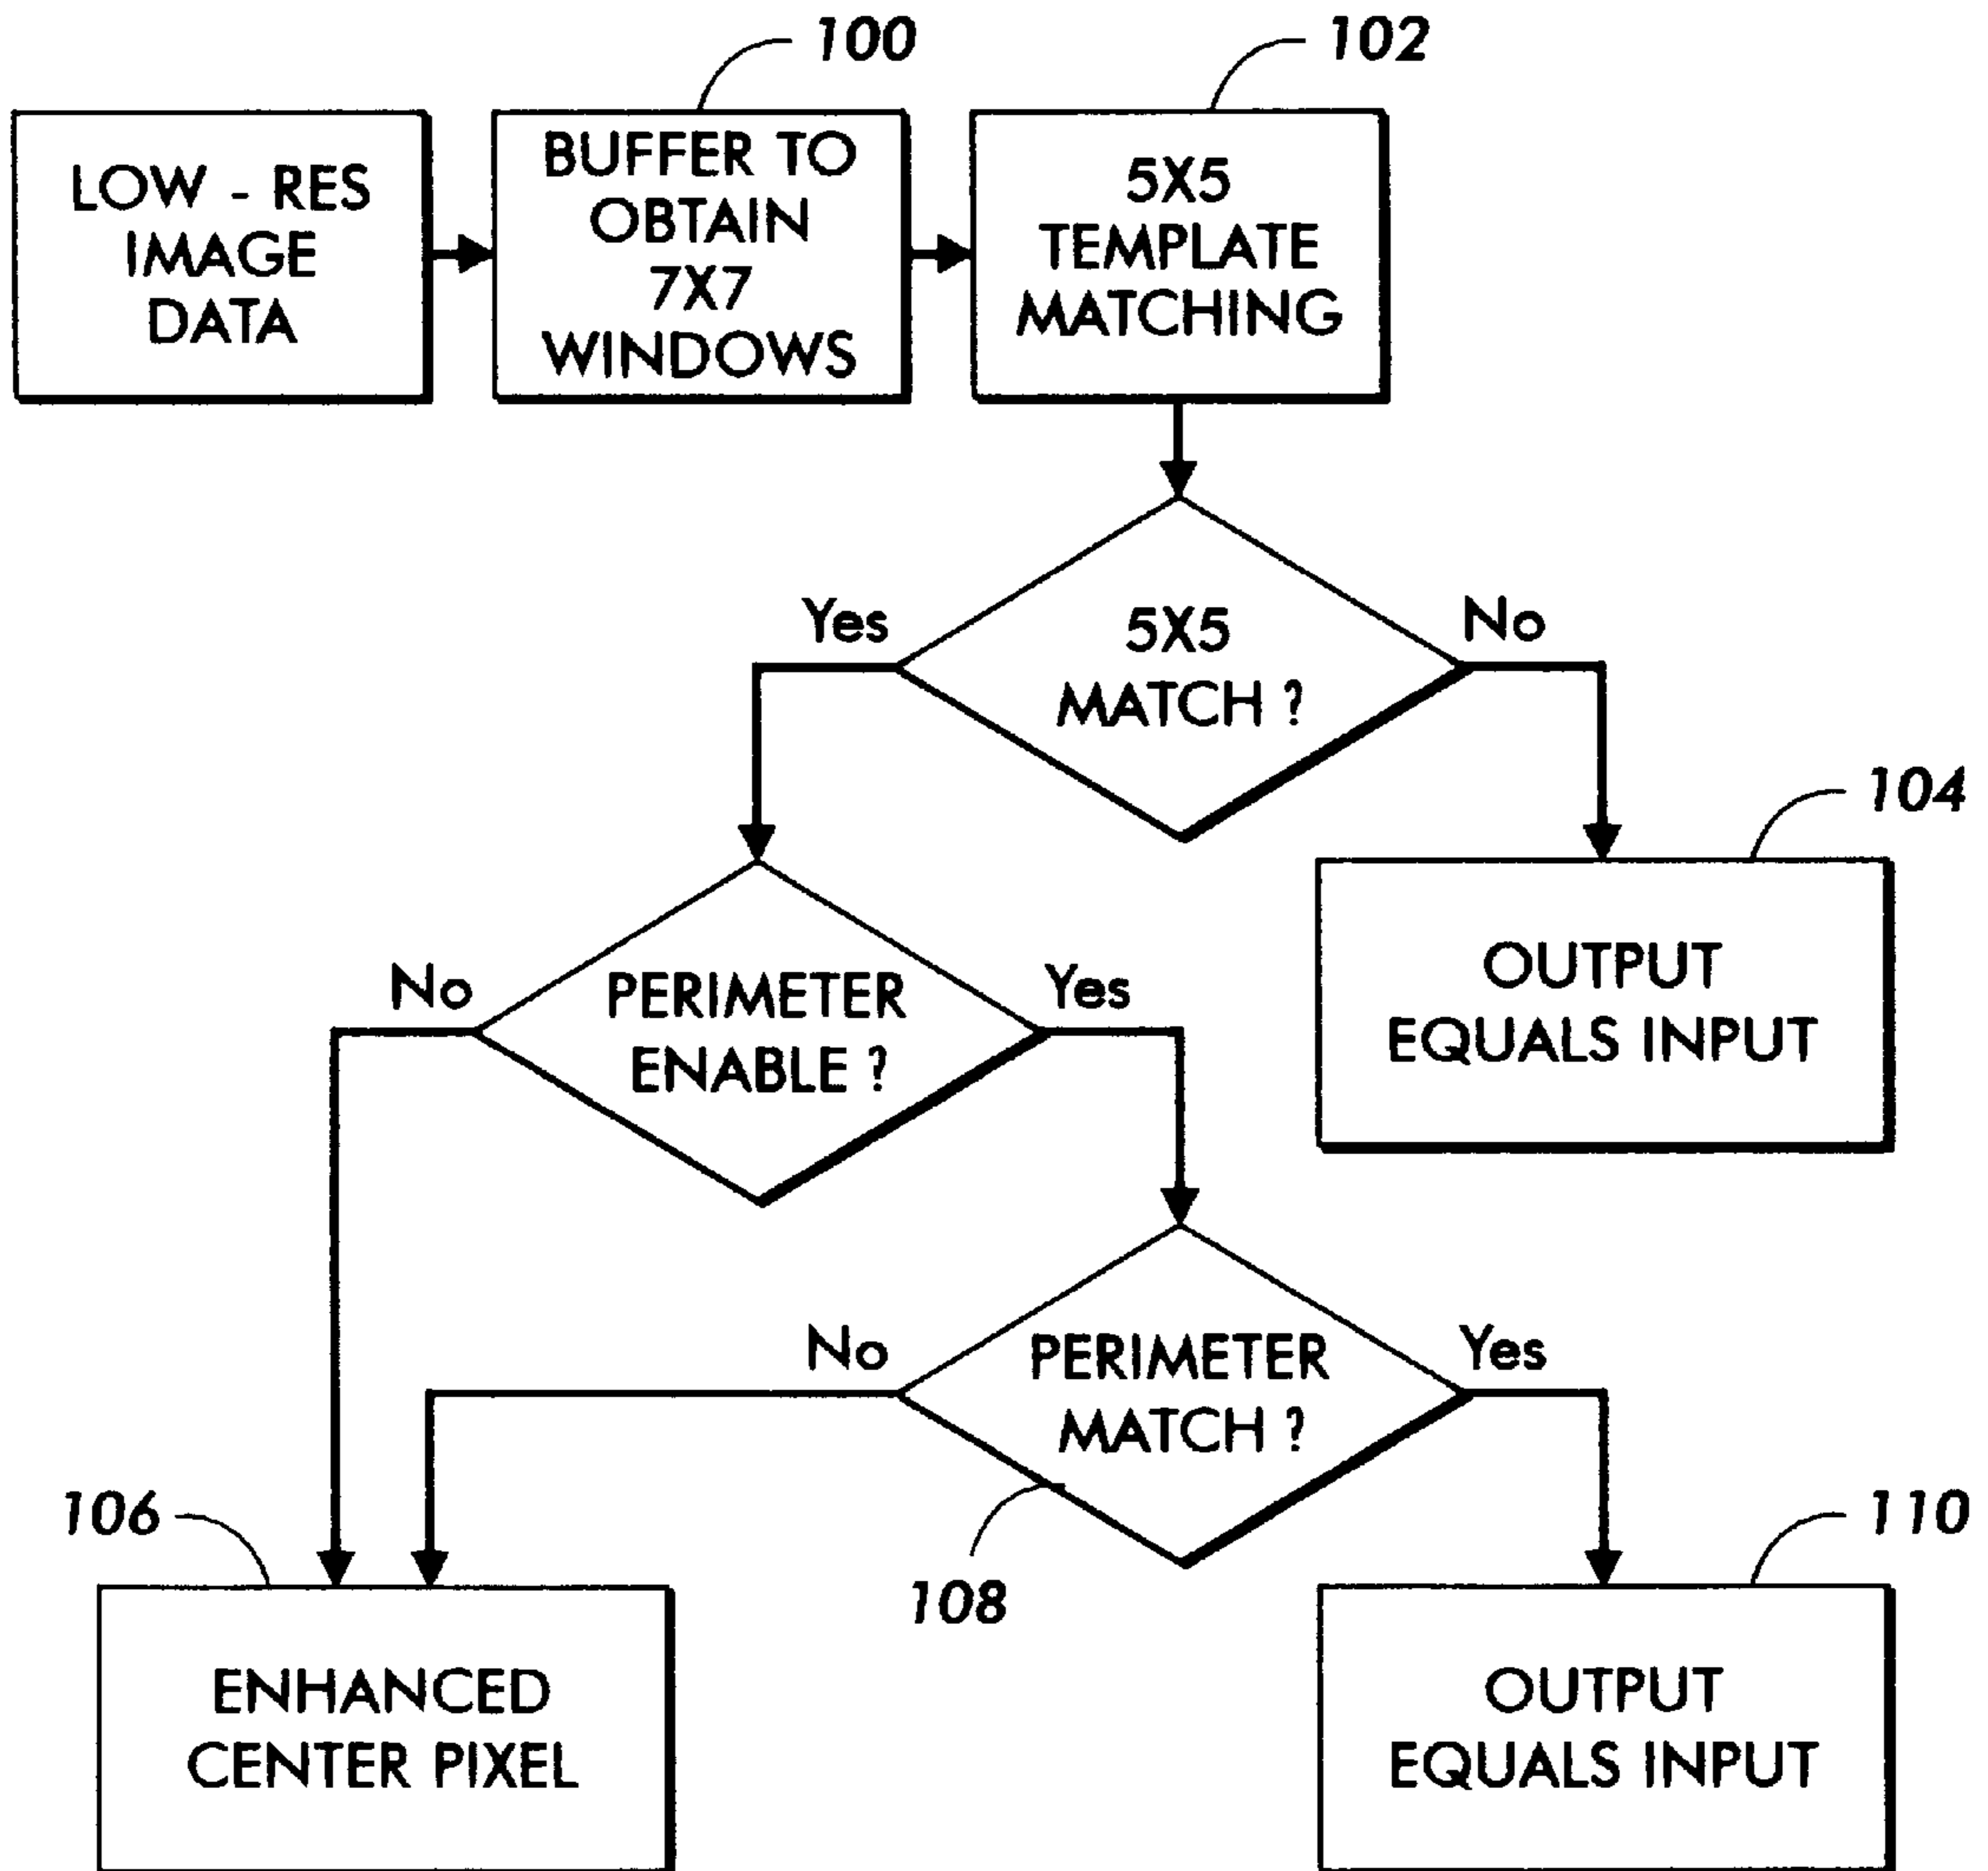 100
102
LOW - RES
IMAGE
DATA
BUFFER TO
OBTAIN
7X7
WINDOWS
5X5
TEMPLATE
MATCHING
Yes
5X5
MATCH ?
No
104
No
PERIMETER
ENABLE ?
Yes
OUTPUT
EQUALS INPUT
No
PERIMETER
MATCH ?
Yes
106
108
110
ENHANCED
CENTER PIXEL
OUTPUT
EQUALS INPUT